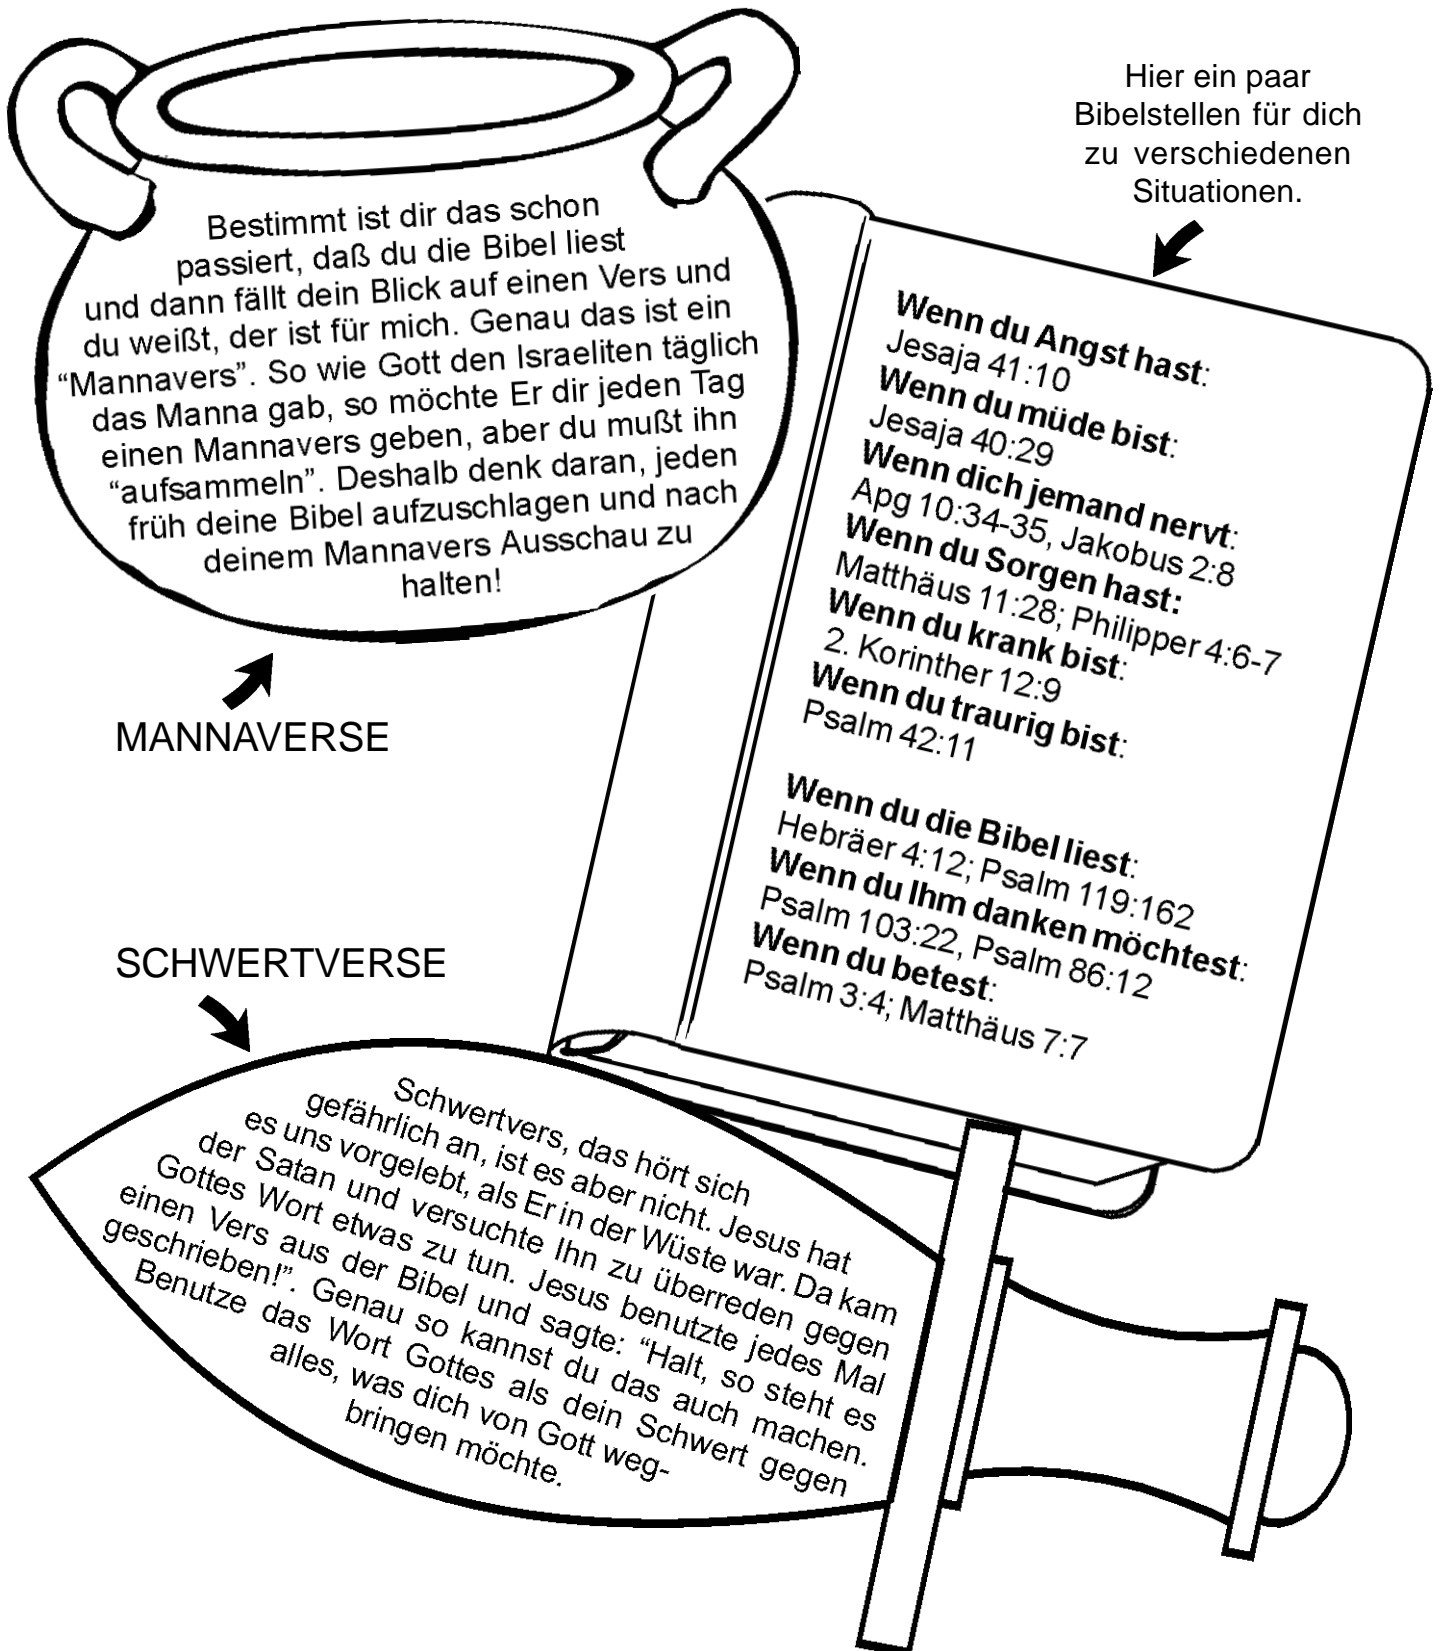 Hier ein paar
Bibelstellen für dich
zu verschiedenen
Situationen.
Bestimmt ist dir das schon
passiert, daß du die Bibel liest
und dann fällt dein Blick auf einen Vers und
du weißt, der ist für mich. Genau das ist ein
“Mannavers”. So wie Gott den Israeliten täglich
das Manna gab, so möchte Er dir jeden Tag
einen Mannavers geben, aber du mußt ihn
“aufsammeln”. Deshalb denk daran, jeden
früh deine Bibel aufzuschlagen und nach
deinem Mannavers Ausschau zu
halten!
MANNAVERSE
Wenn du Angst hast:
Jesaja 41:10
Wenn du müde bist:
Jesaja 40:29
Wenn dich jemand nervt:
Apg 10:34-35, Jakobus 2:8
Wenn du Sorgen hast:
Matthäus 11:28; Philipper 4:6-7
Wenn du krank bist:
2. Korinther 12:9
Wenn du traurig bist:
Psalm 42:11
Wenn du die Bibel liest:
Hebräer 4:12; Psalm 119:162
Wenn du Ihm danken möchtest:
Psalm 103:22, Psalm 86:12
Wenn du betest:
Psalm 3:4; Matthäus 7:7
SCHWERTVERSE
Schwertvers, das hört sich
gefährlich an, ist es aber nicht. Jesus hat
es uns vorgelebt, als Er in der Wüste war. Da kam
der Satan und versuchte Ihn zu überreden gegen
Gottes Wort etwas zu tun. Jesus benutzte jedes Mal
einen Vers aus der Bibel und sagte: “Halt, so steht es
geschrieben!”. Genau so kannst du das auch machen.
Benutze das Wort Gottes als dein Schwert gegen
alles, was dich von Gott weg-
bringen möchte.